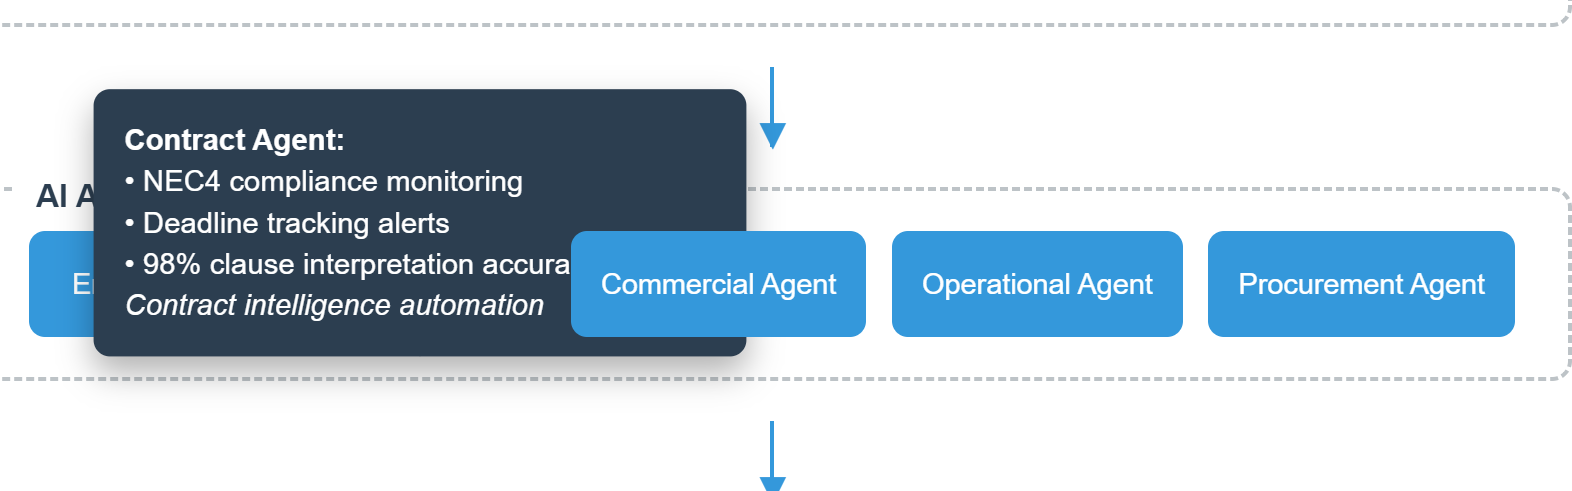 Contract Agent:
• NEC4 compliance monitoring
AI
• Deadline tracking alerts
• 98% clause interpretation
Contract intelligence automation
Commercial Agent
Operational Agent
Procurement Agent